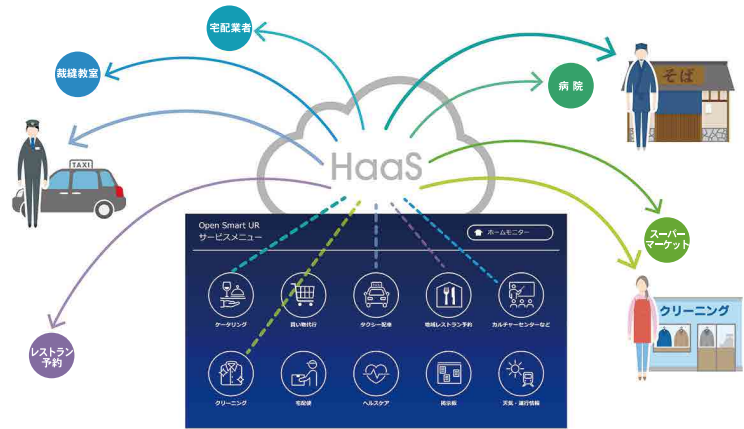 宅配業者
裁縫教室
そば
病院
TAXI
HaaS
スーパー
マーケット
Open Smart UR
サービスメニュー
ホームモニター
クリーニング
ケータリング
買い物代行
タクシー配車
地域レストラン予約
カルチャーセンターなど
レストラン
予約
クリーニング
宅配便
ヘルスケア
掲示板
天気・運行情報